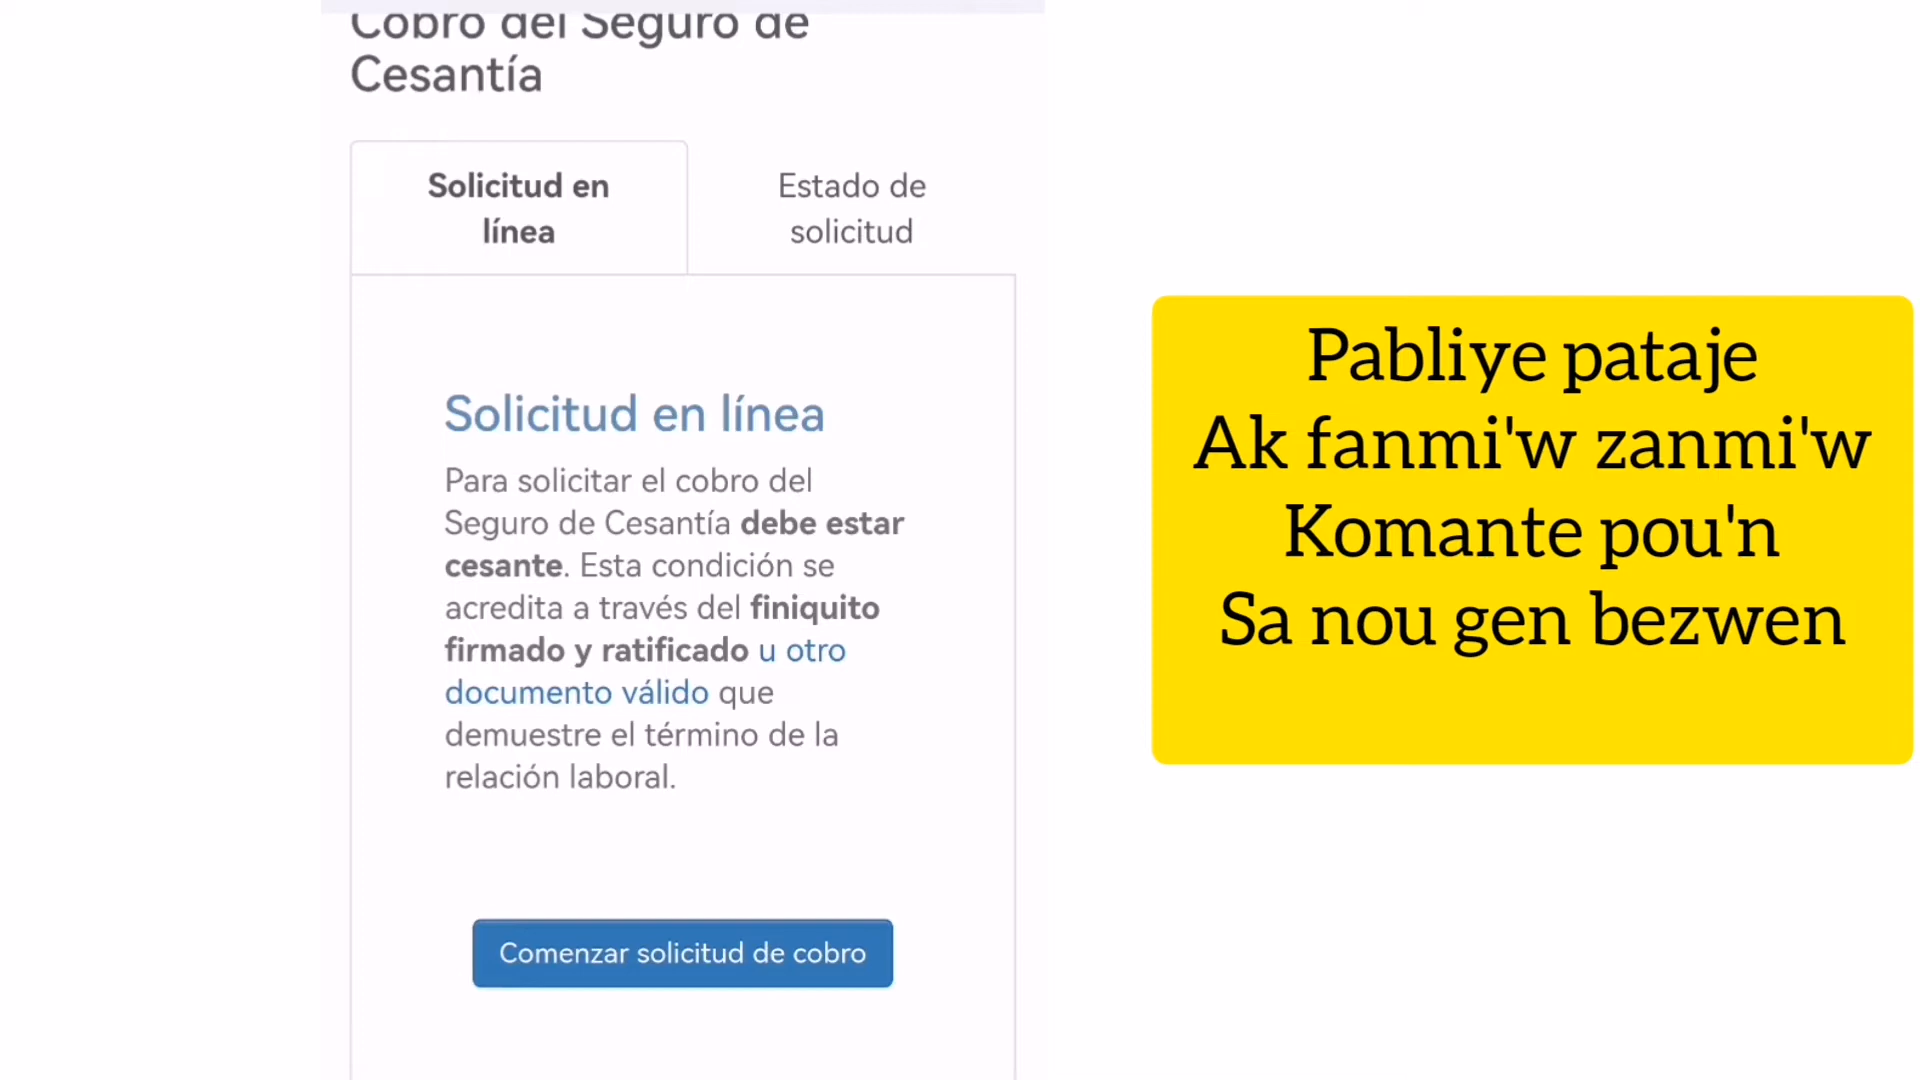 Cobro del Seguro de
Cesantía
Solicitud en
línea
Estado de
solicitud
Solicitud en línea
Para solicitar el cobro del
Seguro de Cesantía debe estar
cesante. Esta condición se
acredita a través del finiquito
firmado y ratificado u otro
documento válido que
demuestre el término de la
relación laboral.
Comenzar solicitud de cobro
Pabliye pataje
Ak fanmi'w zanmi'w
Komante pou'n
Sa nou gen bezwen